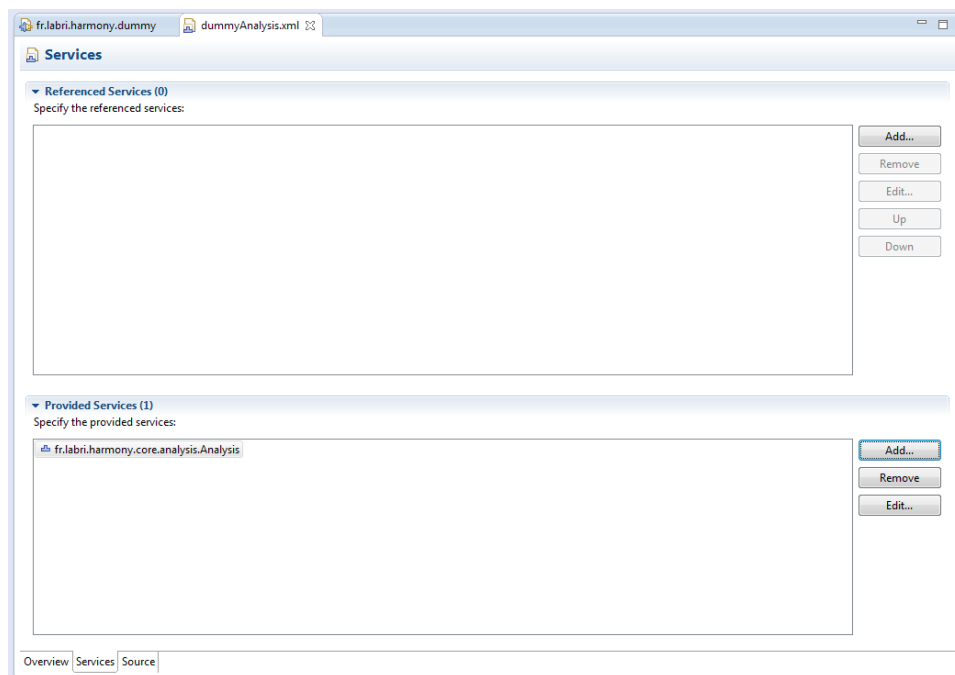 fr.labri.harmony.dummy dummyAnalysis.xml
Services
Referenced Services (0)
Specify the referenced services:
Add...
Remove
Edit...
Up
Down
Provided Services (1)
Specify the provided services:
fr.labri.harmony.core.analysis.Analysis
Add...
Remove
Edit...
Overview Services Source